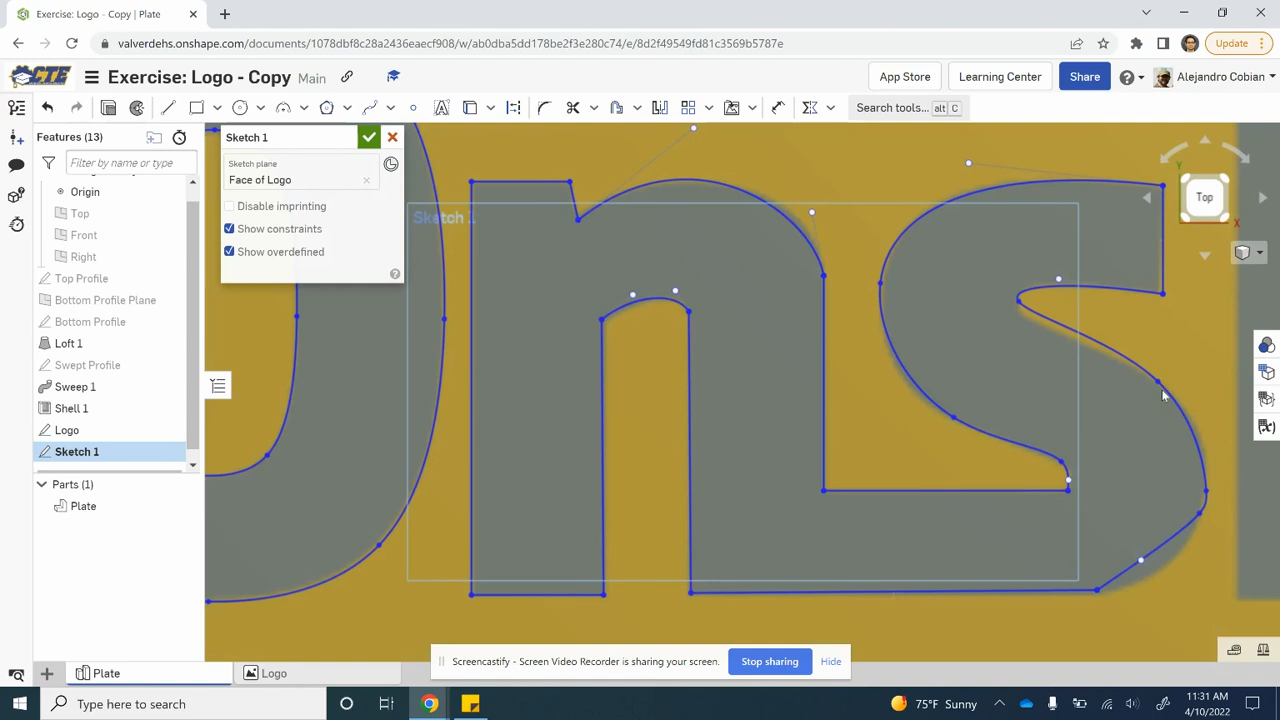 Exercise: Logo - Copy | Plate
valverdehs.onshape.com/documents/1078dbf8c28a2436eaecf908/w/adb0dba5dd178be2f3e280c74/e/8d2f49549fd81c3569b5787e
Update
CTE
Exercise: Logo - Copy Main
App Store
Learning Center
Share
Alejandro Cobian
Search tools... alt C
Features (13)
Filter by name or type
Origin
Top
Front
Right
Top Profile
Bottom Profile Plane
Bottom Profile
Loft 1
Swept Profile
Sweep 1
Shell 1
Logo
Sketch 1
Parts (1)
Plate
Sketch 1
Sketch plane
Face of Logo
Disable imprinting
Show constraints
Show overdefined
Sketch 1
ns
Y
Top
X
(x)
Screencastify - Screen Video Recorder is sharing your screen.
Stop sharing
Hide
Plate
Logo
Type here to search
75°F Sunny
11:31 AM
4/10/2022